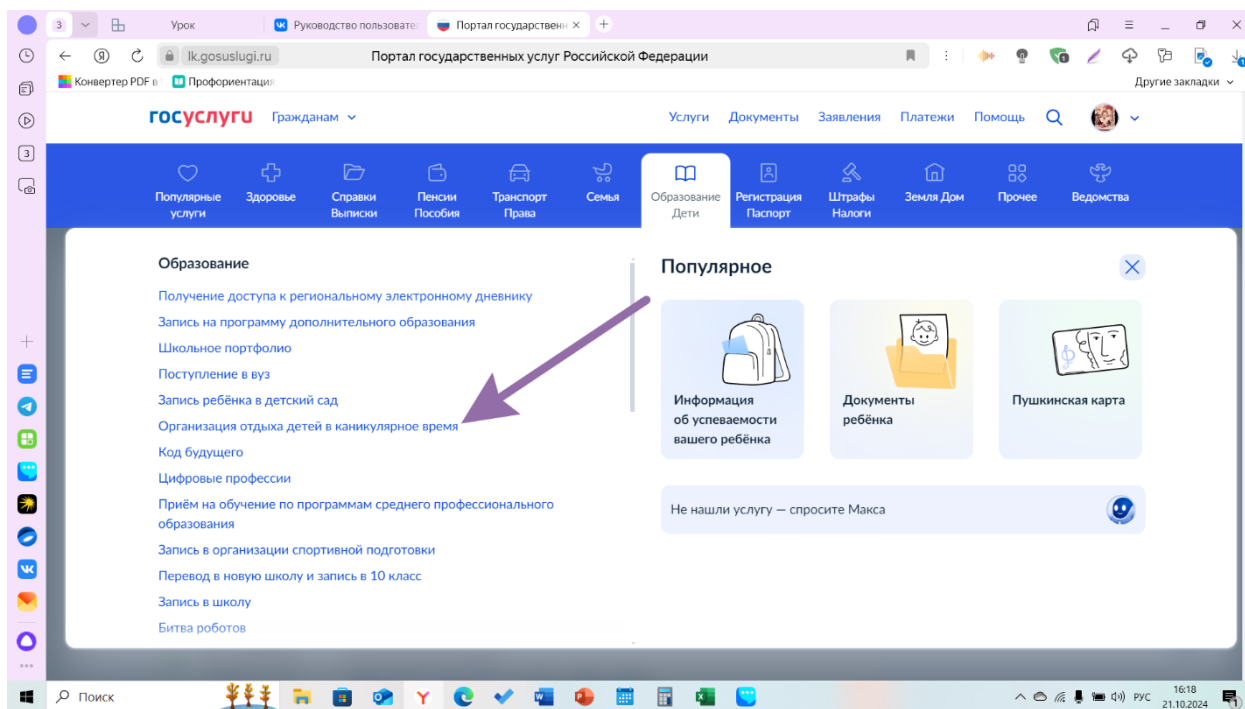 3
Урок
Руководство пользовате
Портал государственн
lk.gosuslugi.ru
Портал государственных услуг Российской Федерации
Конвертер PDF в
Профориентация
Другие закладки
3
госуслуги
Гражданам
Услуги
Документы
Заявления
Платежи
Помощь
Популярные
услуги
Здоровье
Справки
Выписки
Пенсии
Пособия
Транспорт
Права
Семья
Образование
Дети
Регистрация
Паспорт
Штрафы
Налоги
Земля Дом
Прочее
Ведомства
Образование
Получение доступа к региональному электронному дневнику
Запись на программу дополнительного образования
Школьное портфолио
Поступление в вуз
Запись ребёнка в детский сад
Организация отдыха детей в каникулярное время
Код будущего
Цифровые профессии
Приём на обучение по программам среднего профессионального
образования
Запись в организации спортивной подготовки
Перевод в новую школу и запись в 10 класс
Запись в школу
Битва роботов
Популярное
Информация
об успеваемости
вашего ребёнка
Документы
ребёнка
Пушкинская карта
Не нашли услугу — спросите Макса
Поиск
РУС
16:18
21.10.2024